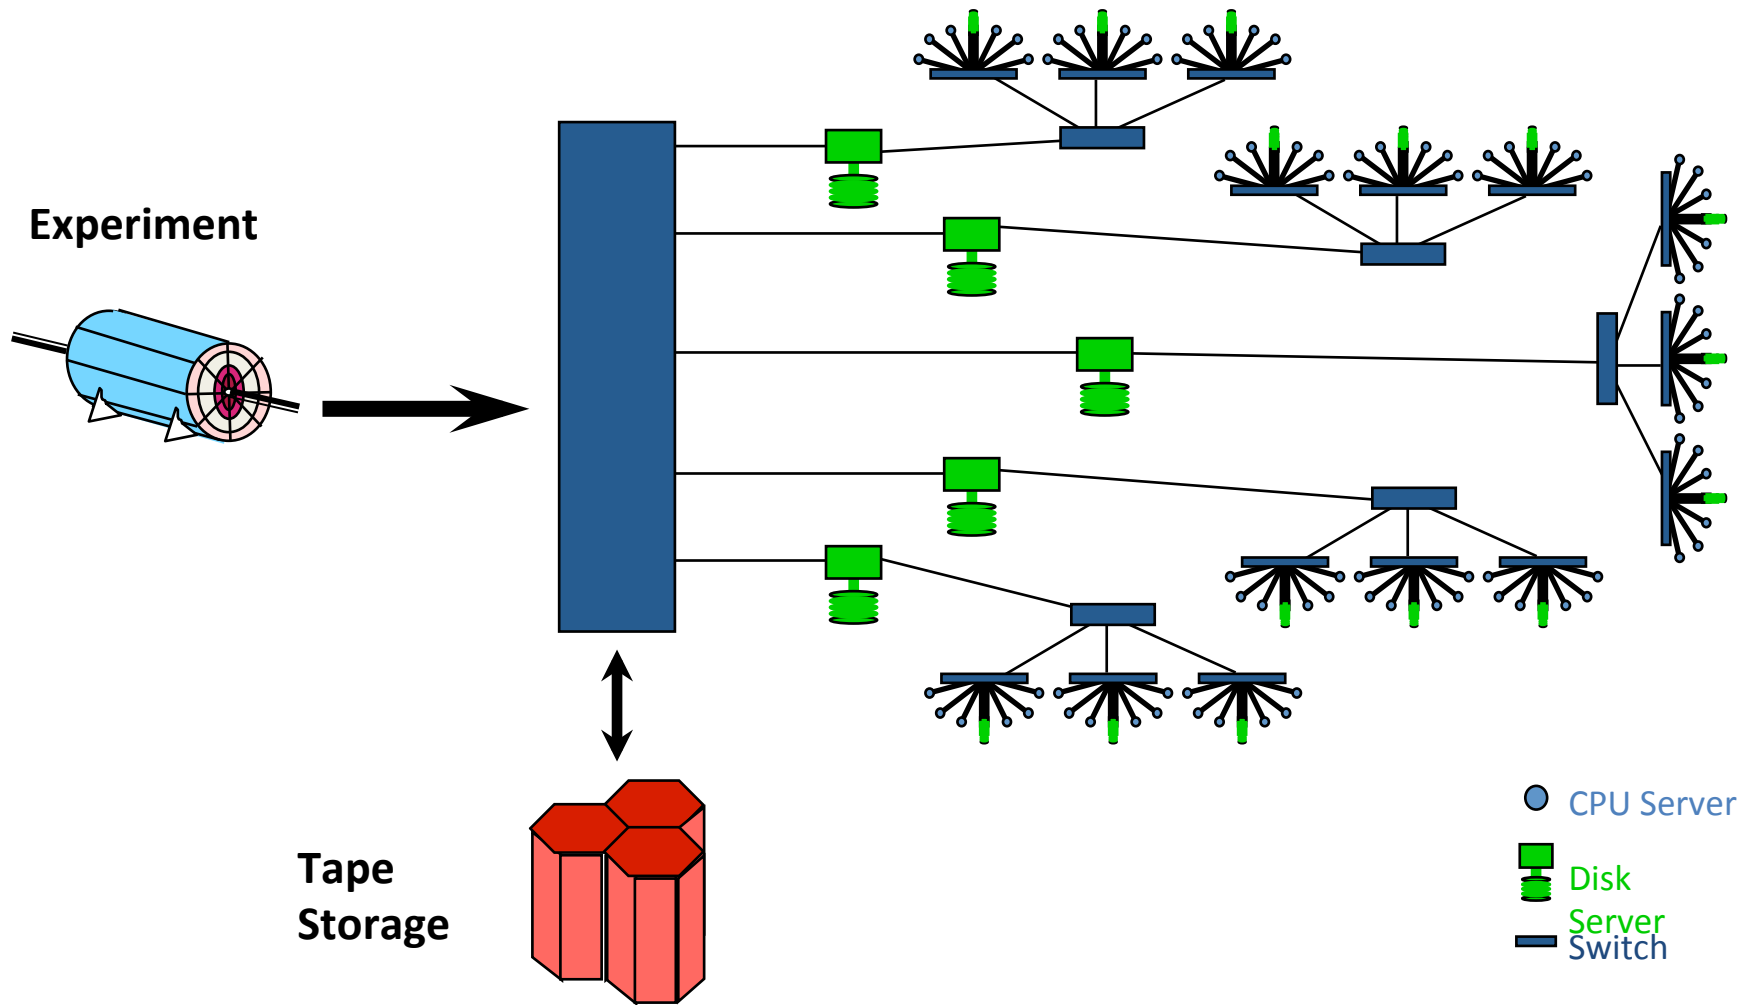 Experiment
Tape
Storage
CPU Server
Disk
Server
Switch